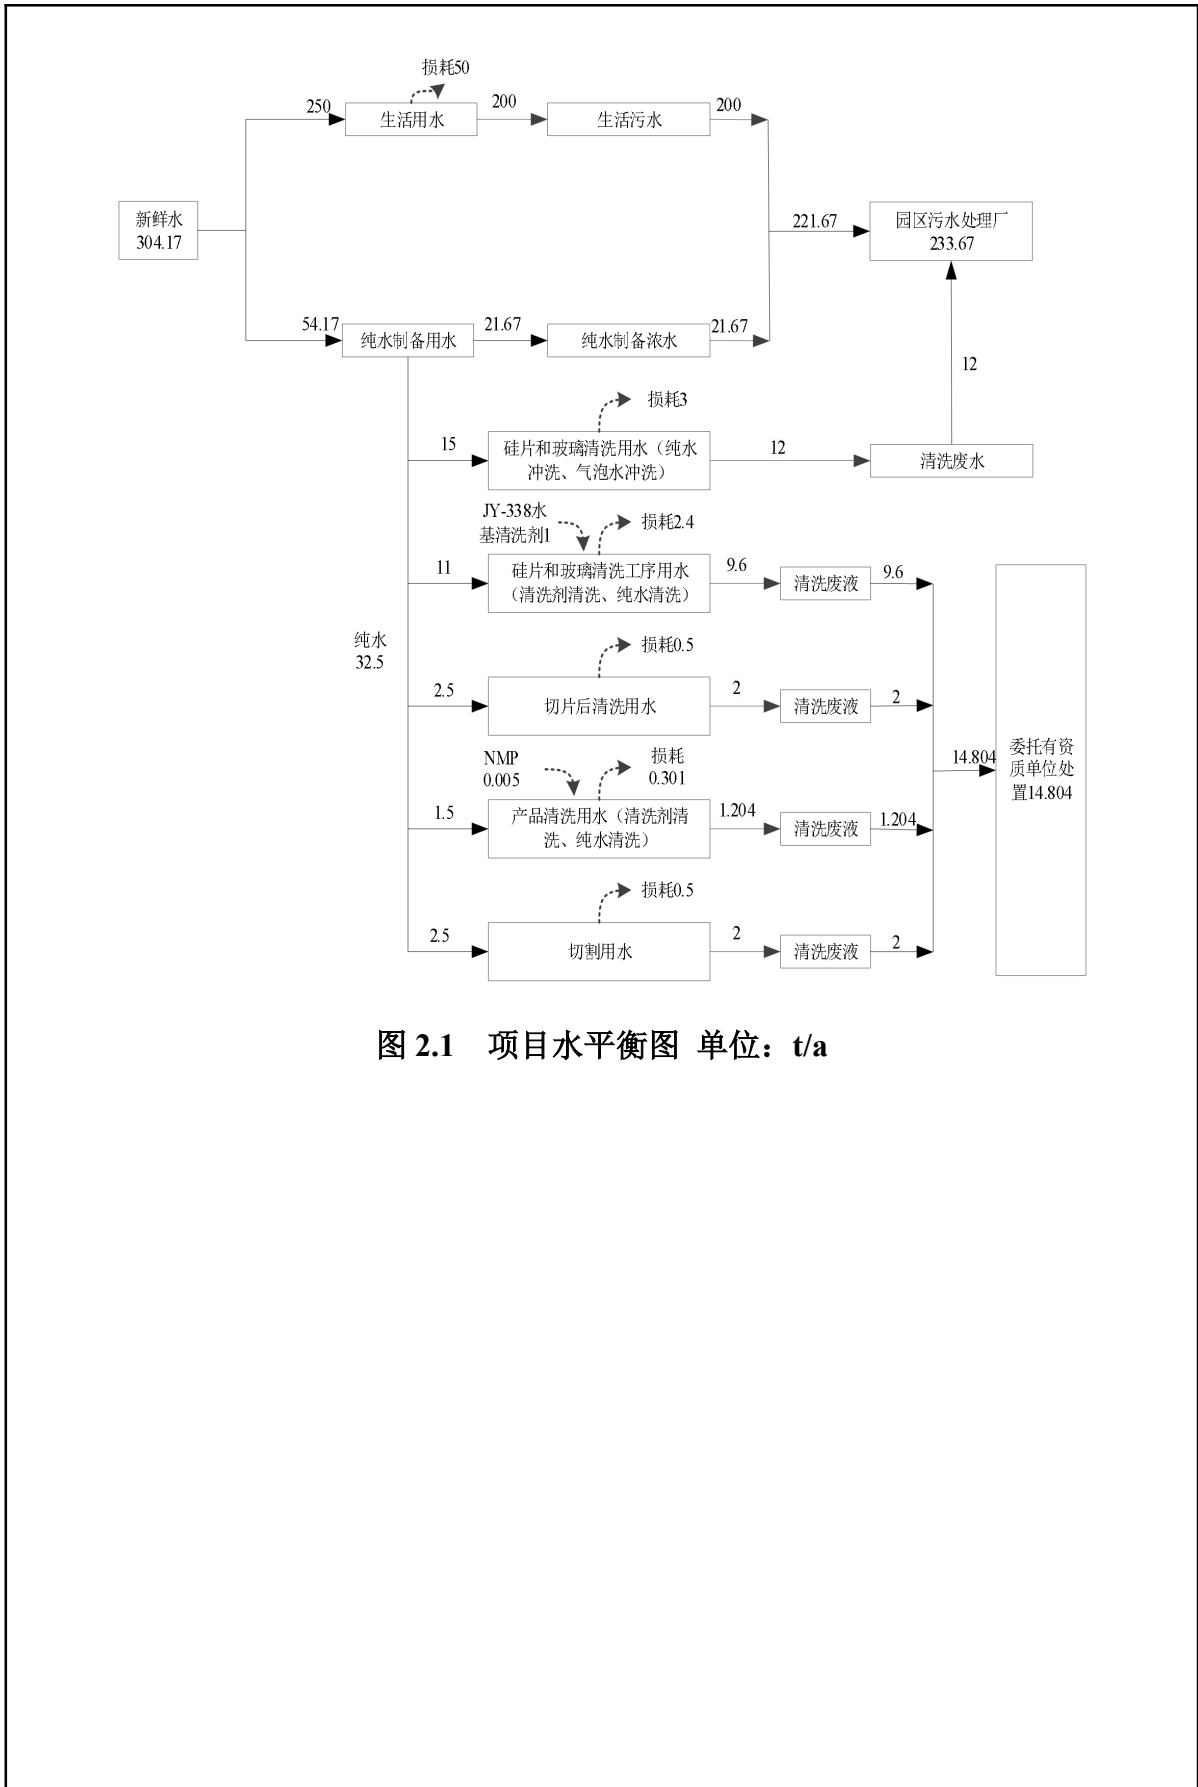 损耗50
250
生活用水
200
生活污水
200
新鲜水
304.17
221.67
园区污水处理厂
233.67
54.17
纯水制备用水
21.67
纯水制备浓水
21.67
12
损耗3
15
硅片和玻璃清洗用水（纯水
冲洗、气泡水冲洗）
12
清洗废水
JY-338水
基清洗剂1
损耗2.4
11
硅片和玻璃清洗工序用水
（清洗剂清洗、纯水清洗）
9.6
清洗废液
9.6
纯水
32.5
损耗0.5
2.5
切片后清洗用水
2
清洗废液
2
NMP
0.005
损耗
0.301
14.804
委托有资
质单位处
置14.804
1.5
产品清洗用水（清洗剂清
洗、纯水清洗）
1.204
清洗废液
1.204
损耗0.5
2.5
切割用水
2
清洗废液
2
图 2.1 项目水平衡图 单位：t/a